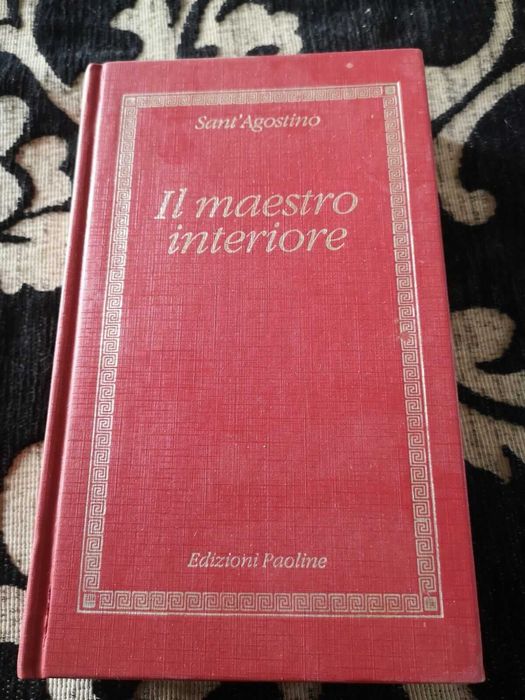 Sant'Agostino
Il maestro
interiore
Edizioni Paoline